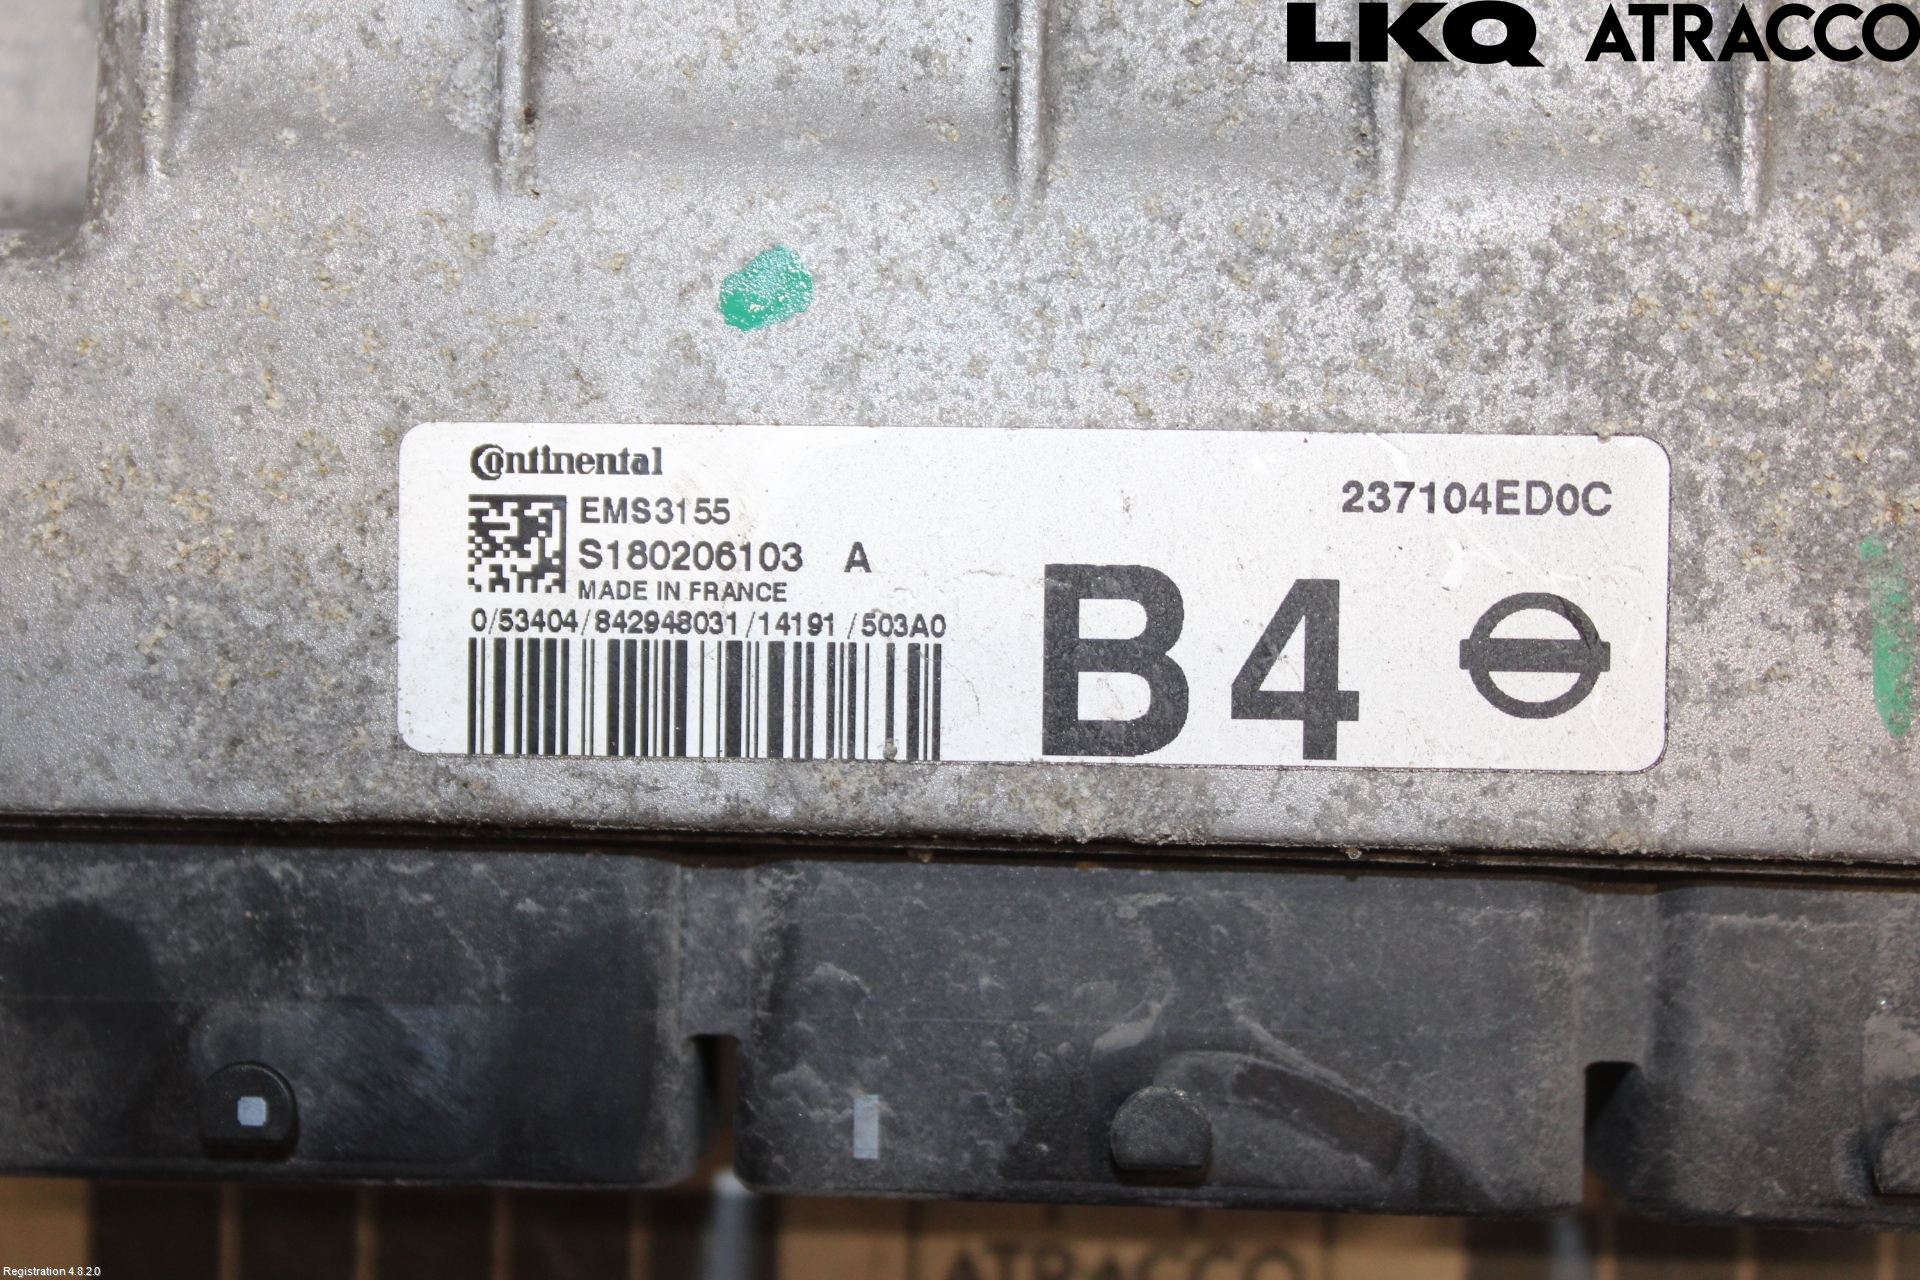 LKQ ATRACCO
Continental
EMS3155
S180206103 A
MADE IN FRANCE
0/53404/842948031/14191/503A0
237104ED0C
B4
ATRACCO
Registration 4.8.2.0